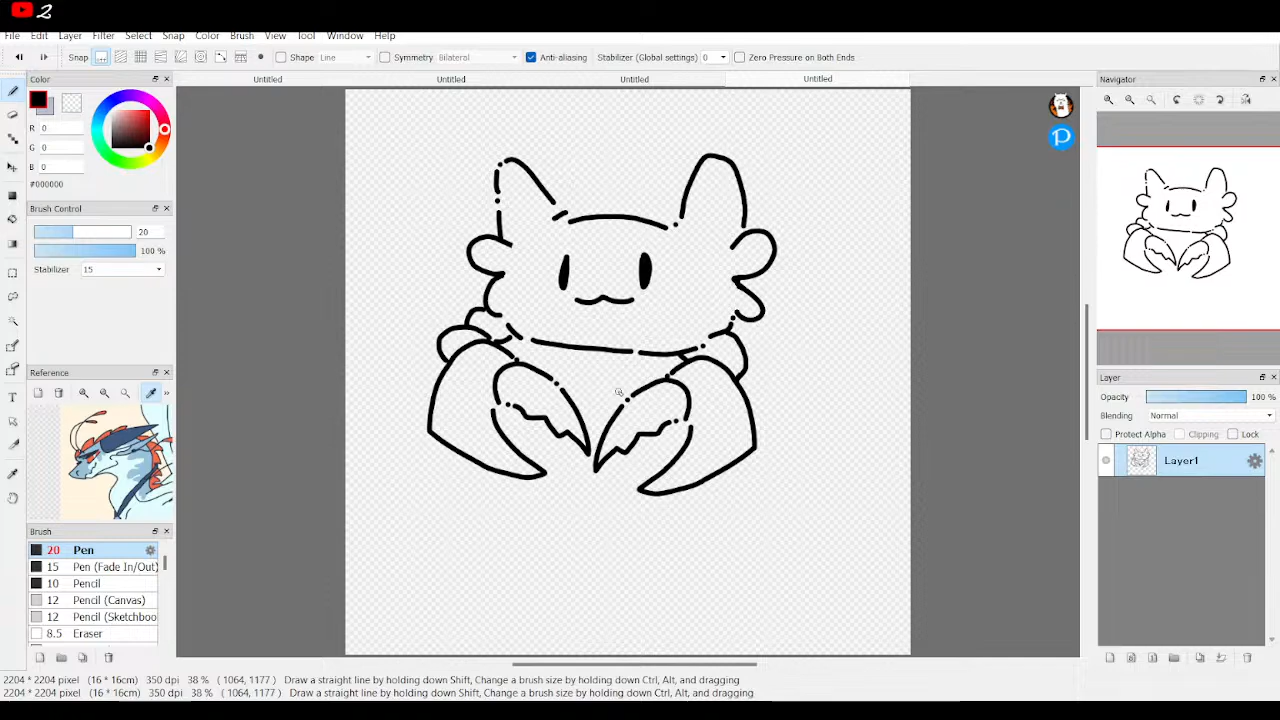 2
File Edit Layer Filter Select Snap Color Brush Tool Window Help
Snap Shape Line Symmetry Bilateral Anti-aliasing Stabilizer (Global settings) 0 Zero Pressure on Both Ends
Color Untitled Untitled Untitled Untitled Navigator
R 0
G 0
B 0
#000000
Brush Control
20
100 %
Stabilizer 15
Reference
Layer
Opacity 100 %
Blending Normal
Protect Alpha Clipping Lock
Layer1
Brush
20 Pen
15 Pen (Fade In/Out)
10 Pencil
12 Pencil (Canvas)
12 Pencil (Sketchboo
8.5 Eraser
2204 * 2204 pixel (16 * 16cm) 350 dpi 38 % ( 1064, 1177 ) Draw a straight line by holding down Shift, Change a brush size by holding down Ctrl, Alt, and dragging
2204 * 2204 pixel (16 * 16cm) 350 dpi 38 % ( 1064, 1177 ) Draw a straight line by holding down Shift, Change a brush size by holding down Ctrl, Alt, and dragging